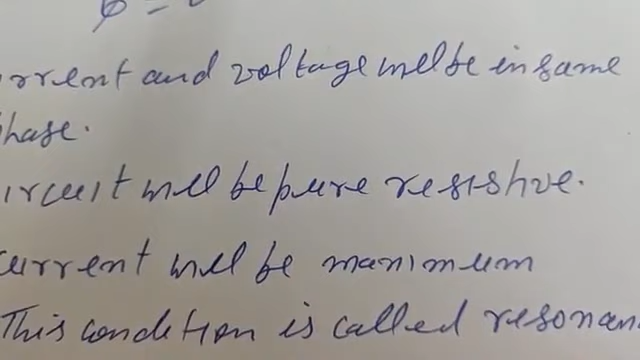 φ =
rrent and voltage will be in same
hase.
ircuit will be pure resistive.
urrent will be maximum
This condition is called resonan